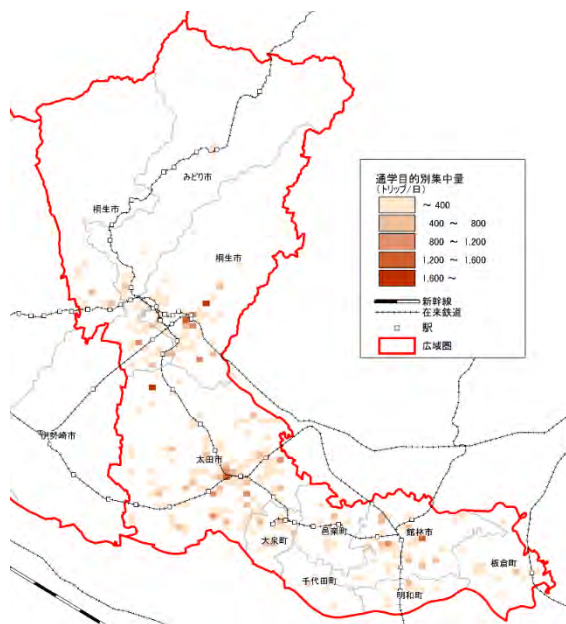 みどり市
桐生市
桐生市
通学目的別集中量
(トリップ/日)
～ 400
400 ～ 800
800 ～ 1,200
1,200 ～ 1,600
1,600 ～
新幹線
在来鉄道
駅
広域圏
伊勢崎市
太田市
大泉町
邑楽町
館林市
板倉町
千代田町
明和町